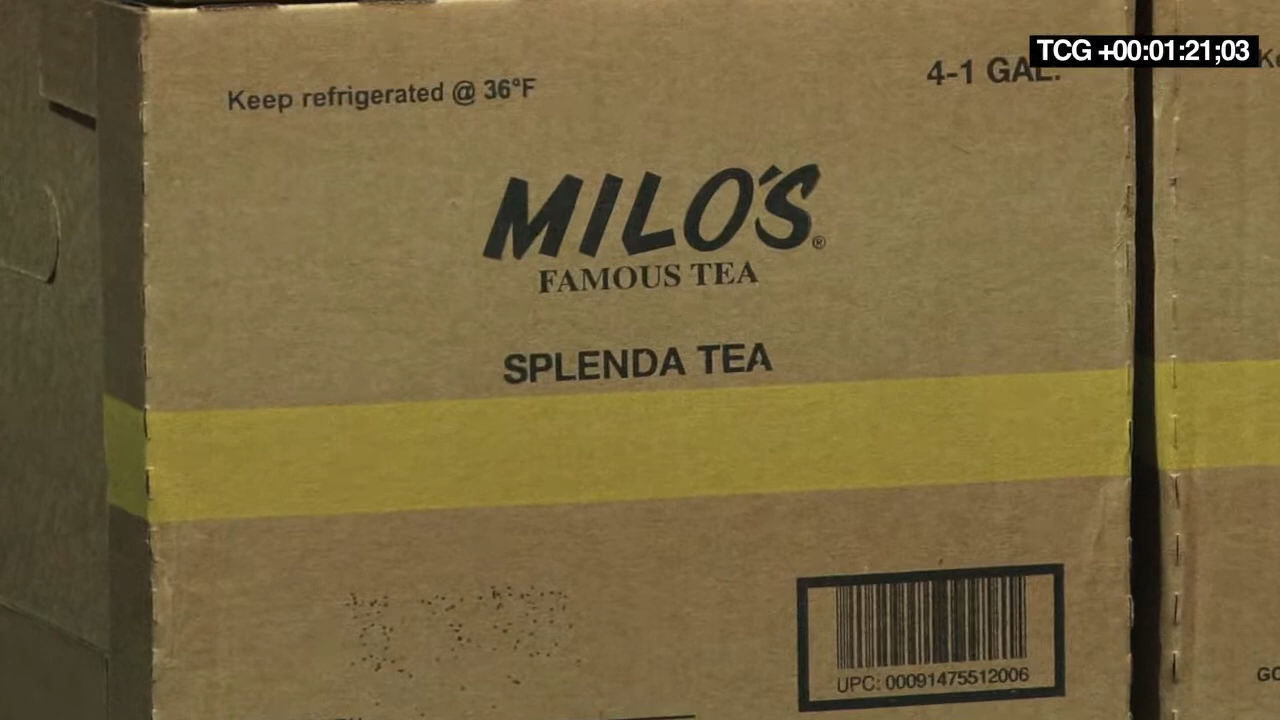 TCG +00:01:21;03
Keep refrigerated @ 36°F
4-1 GAL.
MILO'S®
FAMOUS TEA
SPLENDA TEA
UPC: 00091475512006